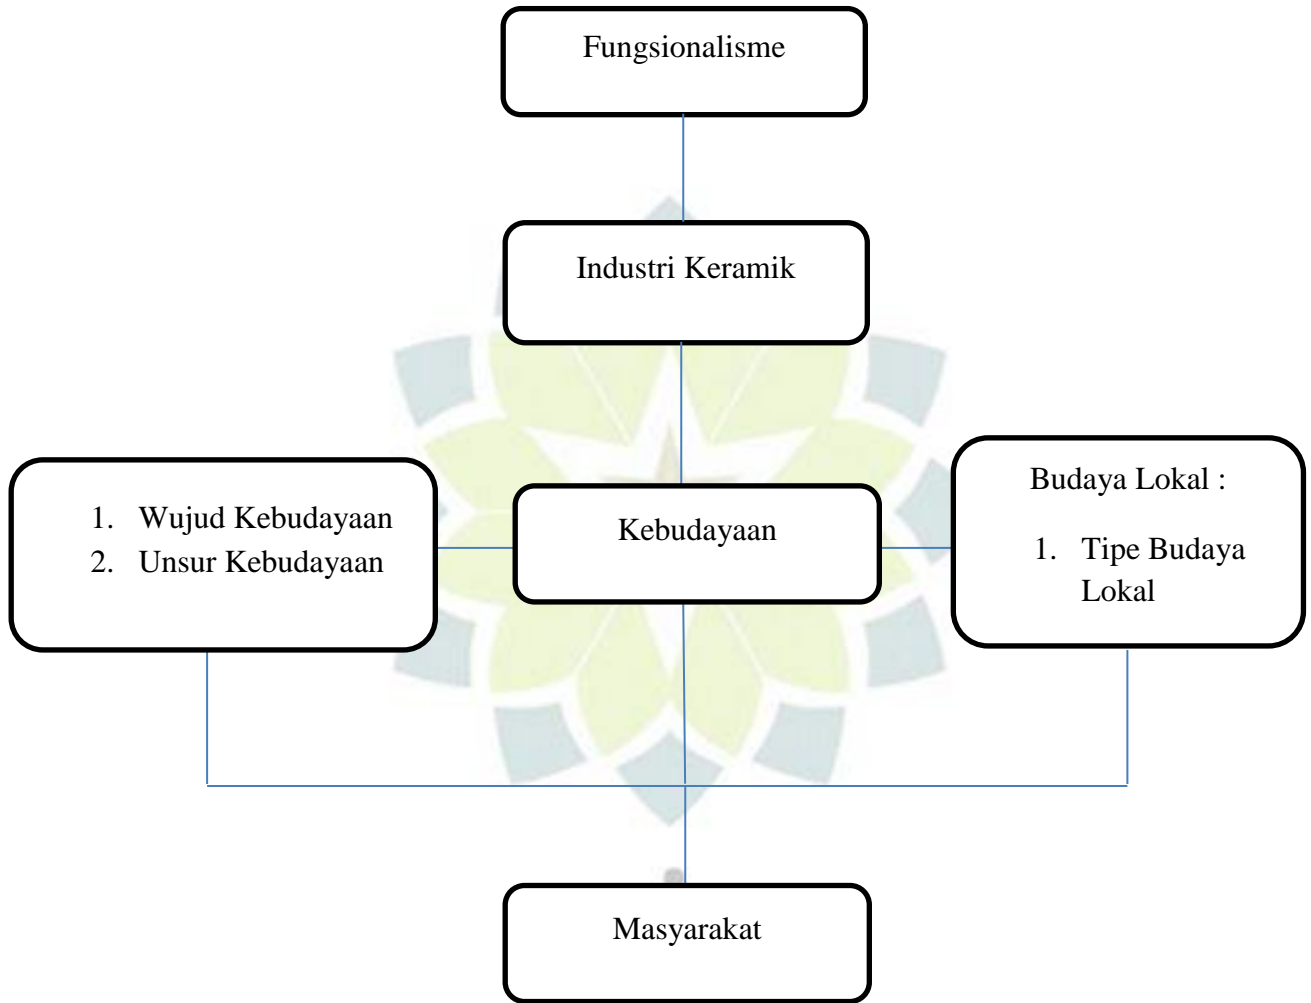 Fungsionalisme
Industri Keramik
1. Wujud Kebudayaan
2. Unsur Kebudayaan
Kebudayaan
Budaya Lokal :
1. Tipe Budaya
Lokal
Masyarakat